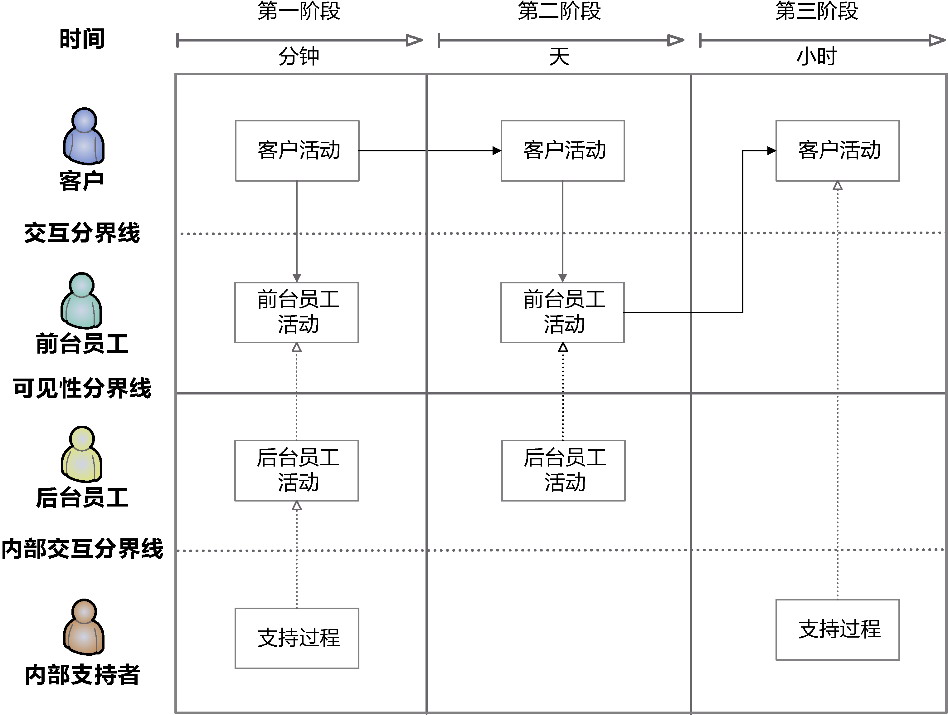 第一阶段
第二阶段
第三阶段
时间
分钟
天
小时
客户活动
客户活动
客户活动
客户
交互分界线
前台员工
活动
前台员工
活动
前台员工
可见性分界线
后台员工
活动
后台员工
活动
后台员工
内部交互分界线
支持过程
支持过程
内部支持者